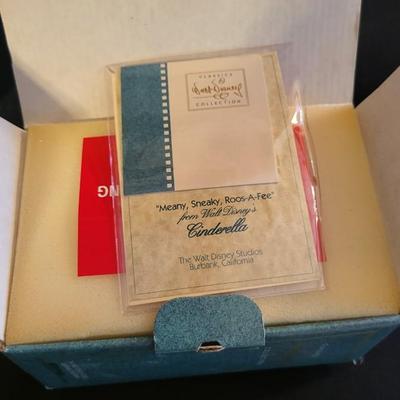 CLASSICS
Walt Disney
COLLECTION
"Meany, Sneaky, Roos-A-Fee"
from Walt Disney's
Cinderella
The Walt Disney Studios
Burbank, California